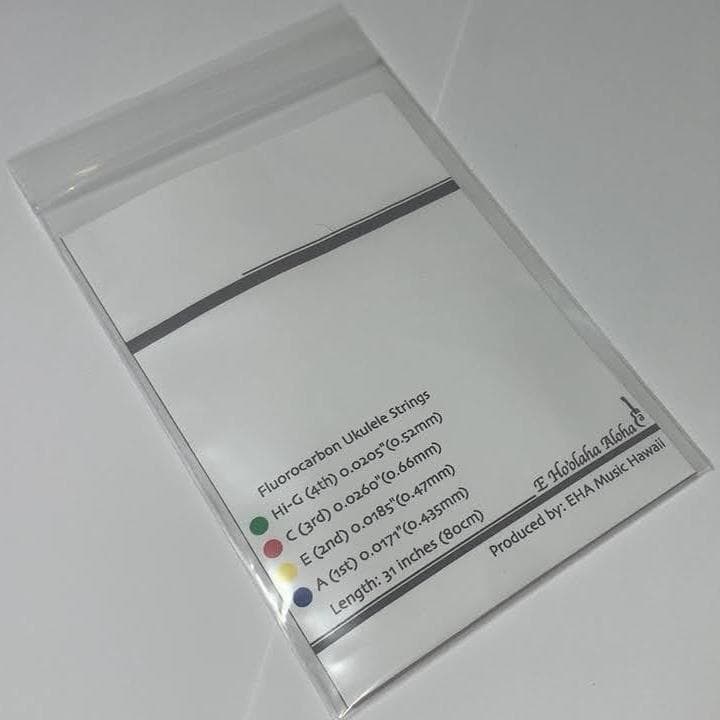 Fluorocarbon Ukulele Strings
Hi-G (4th) 0.0205"(0.52mm)
C (3rd) 0.0260"(0.66mm)
E (2nd) 0.0185"(0.47mm)
A (1st) 0.0171"(0.435mm)
Length: 31 inches (80cm)
E Ho'olaha Aloha
Produced by: EHA Music Hawaii